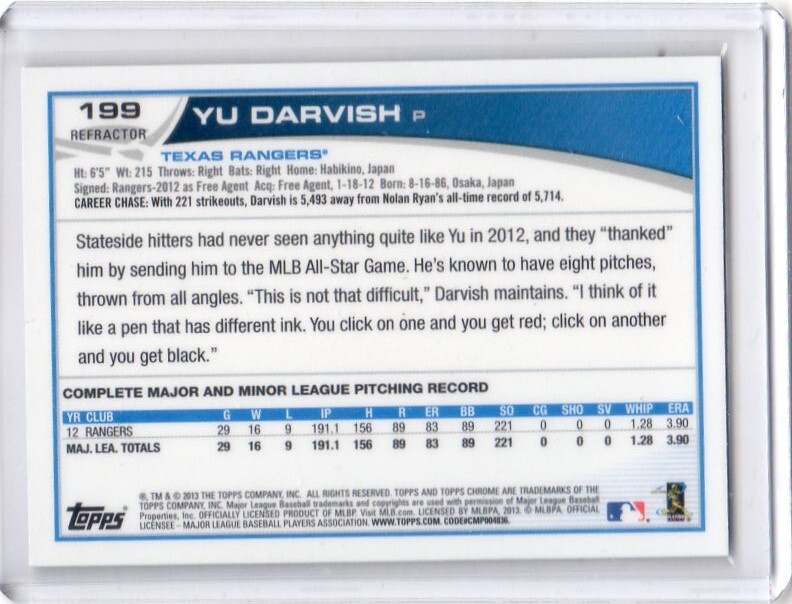 199
REFRACTOR
YU DARVISH P
TEXAS RANGERS®
Ht: 6'5" Wt: 215 Throws: Right Bats: Right Home: Habikino, Japan
Signed: Rangers-2012 as Free Agent Acq: Free Agent, 1-18-12 Born: 8-16-86, Osaka, Japan
CAREER CHASE: With 221 strikeouts, Darvish is 5,493 away from Nolan Ryan's all-time record of 5,714.
Stateside hitters had never seen anything quite like Yu in 2012, and they “thanked”
him by sending him to the MLB All-Star Game. He's known to have eight pitches,
thrown from all angles. “This is not that difficult,” Darvish maintains. “I think of it
like a pen that has different ink. You click on one and you get red; click on another
and you get black.”
COMPLETE MAJOR AND MINOR LEAGUE PITCHING RECORD
YR CLUB G W L IP H R ER BB SO CG SHO SV WHIP ERA
12 RANGERS 29 16 9 191.1 156 89 83 89 221 0 0 0 1.28 3.90
MAJ. LEA. TOTALS 29 16 9 191.1 156 89 83 89 221 0 0 0 1.28 3.90
®, TM & © 2013 THE TOPPS COMPANY, INC. ALL RIGHTS RESERVED. TOPPS AND TOPPS CHROME ARE TRADEMARKS OF THE
TOPPS COMPANY, INC. Major League Baseball trademarks and copyrights are used with permission of Major League Baseball
Properties, Inc. OFFICIALLY LICENSED PRODUCT OF MLBP. Visit MLB.com. LICENSED BY MLBPA, 2013. © MLBPA, OFFICIAL
LICENSEE – MAJOR LEAGUE BASEBALL PLAYERS ASSOCIATION. WWW.TOPPS.COM. CODE#CMP004836.
Topps®